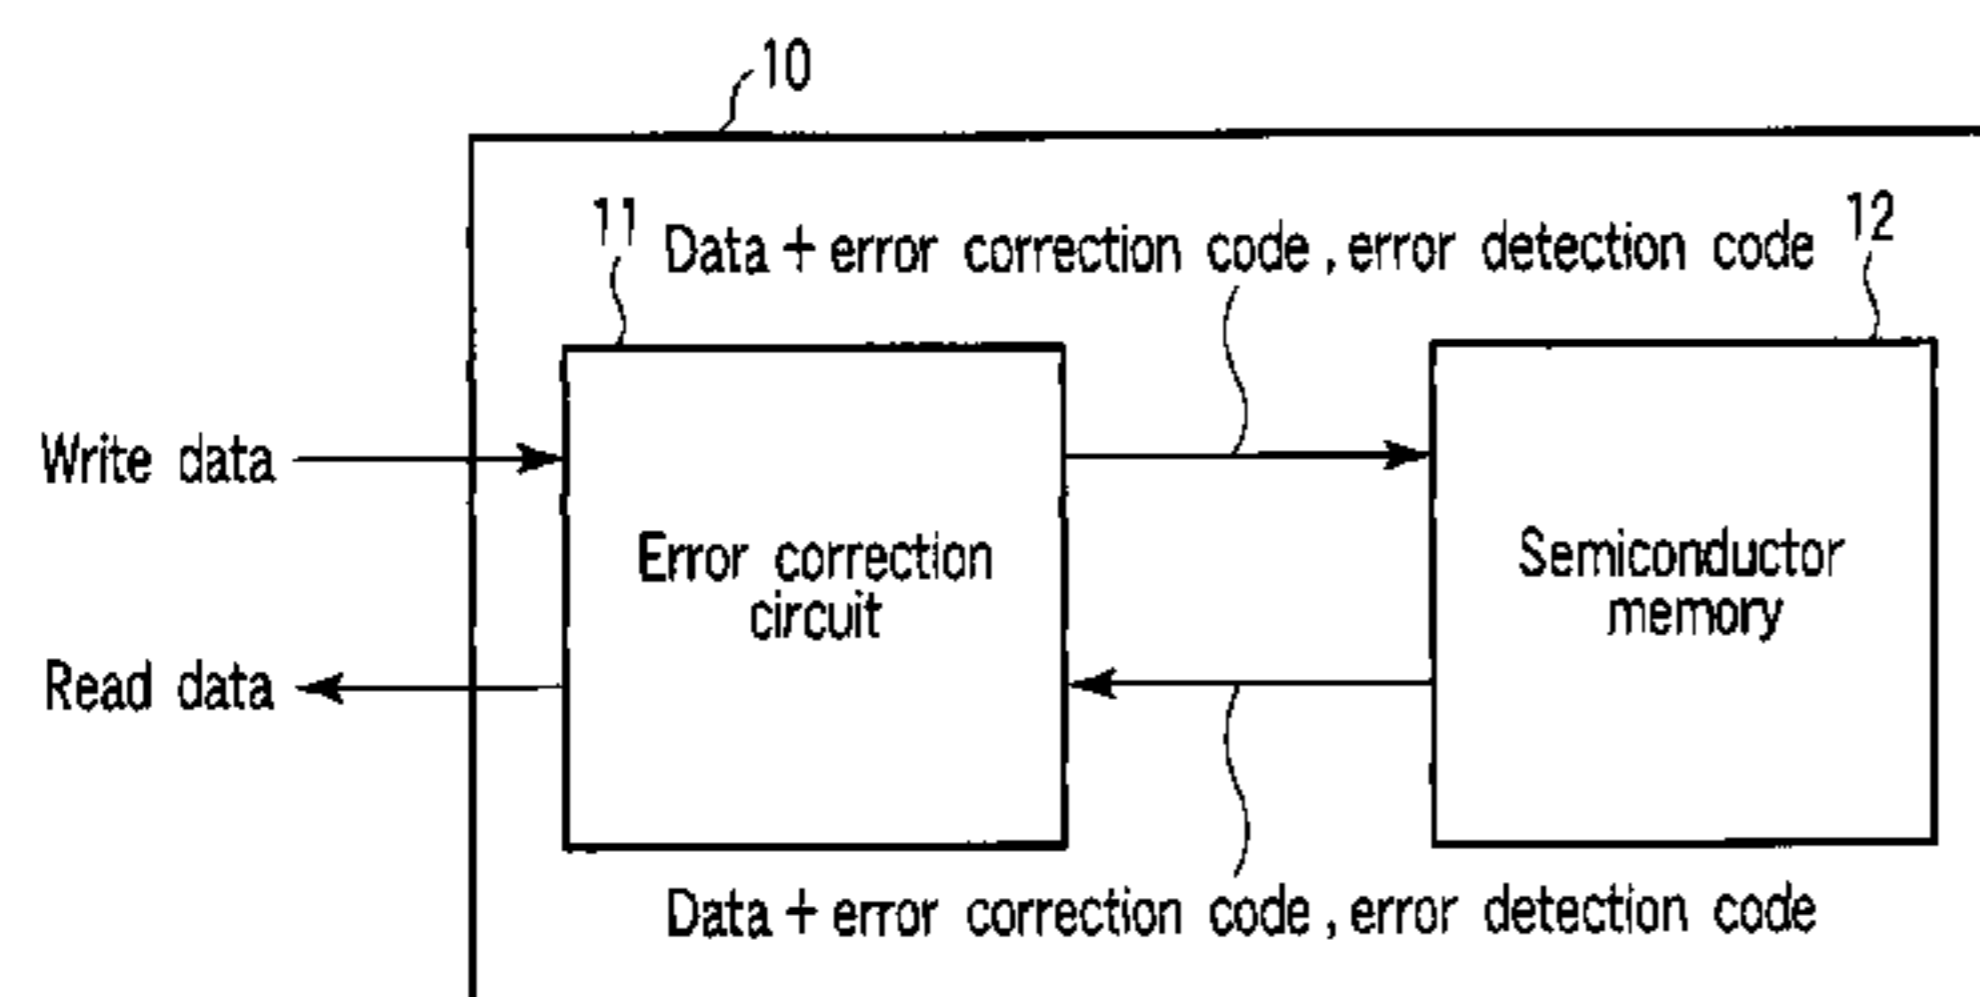 10
11
12
Data + error correction code, error detection code
Write data
Error correction
circuit
Semiconductor
memory
Read data
Data + error correction code, error detection code